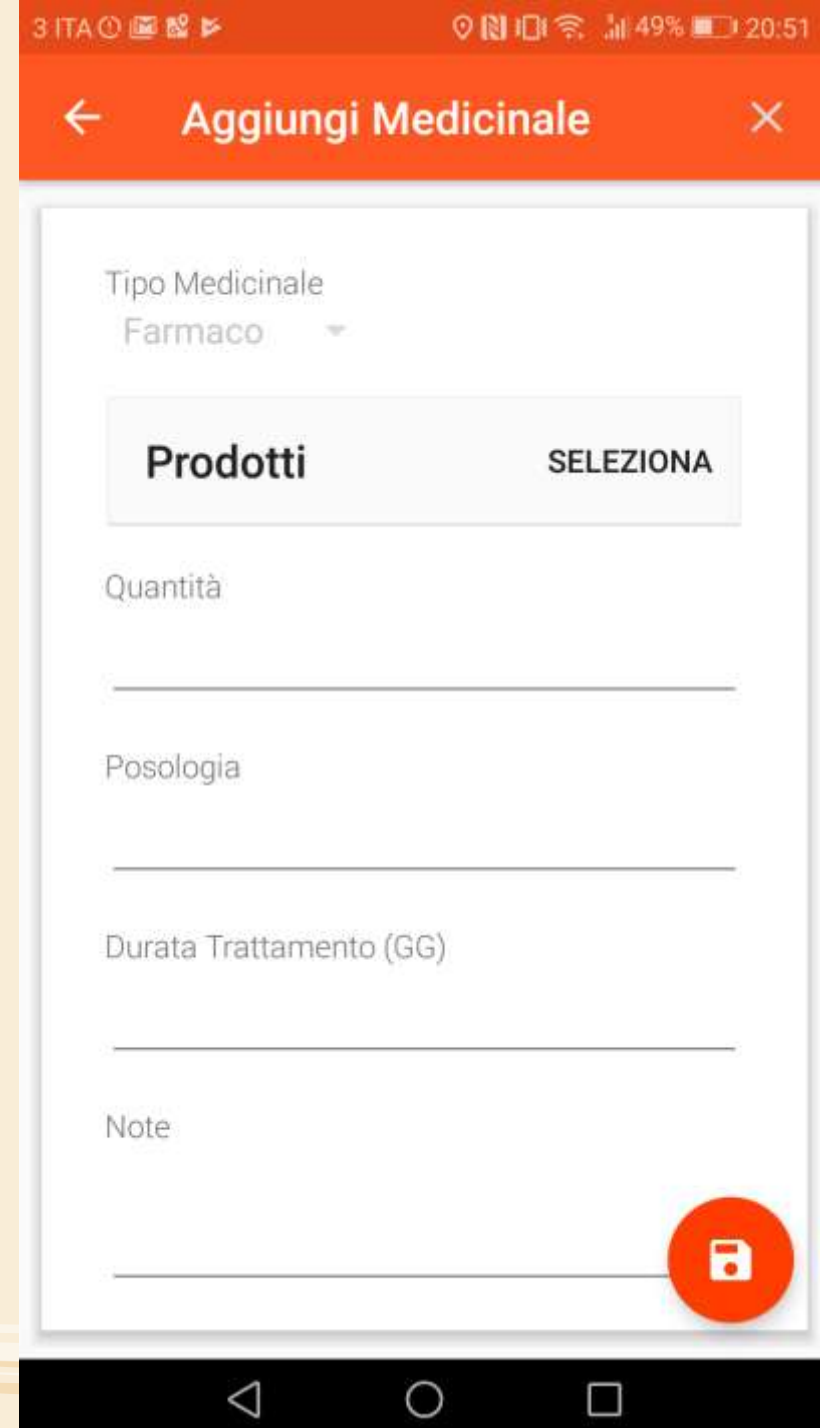 3 ITA 49% 20:51
Aggiungi Medicinale
Tipo Medicinale
Farmaco
Prodotti SELEZIONA
Quantità
Posologia
Durata Trattamento (GG)
Note